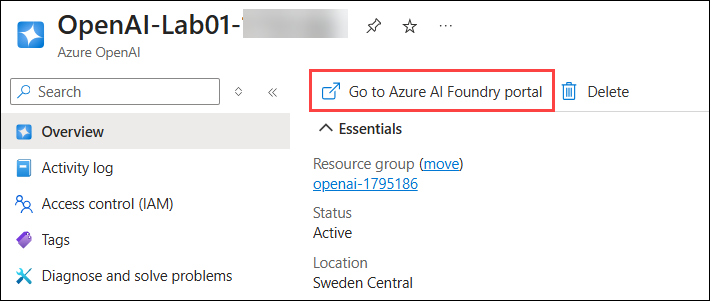 OpenAI-Lab01-
Azure OpenAI
Search
Go to Azure AI Foundry portal
Delete
Overview
Activity log
Access control (IAM)
Tags
Diagnose and solve problems
Essentials
Resource group (move)
openai-1795186
Status
Active
Location
Sweden Central